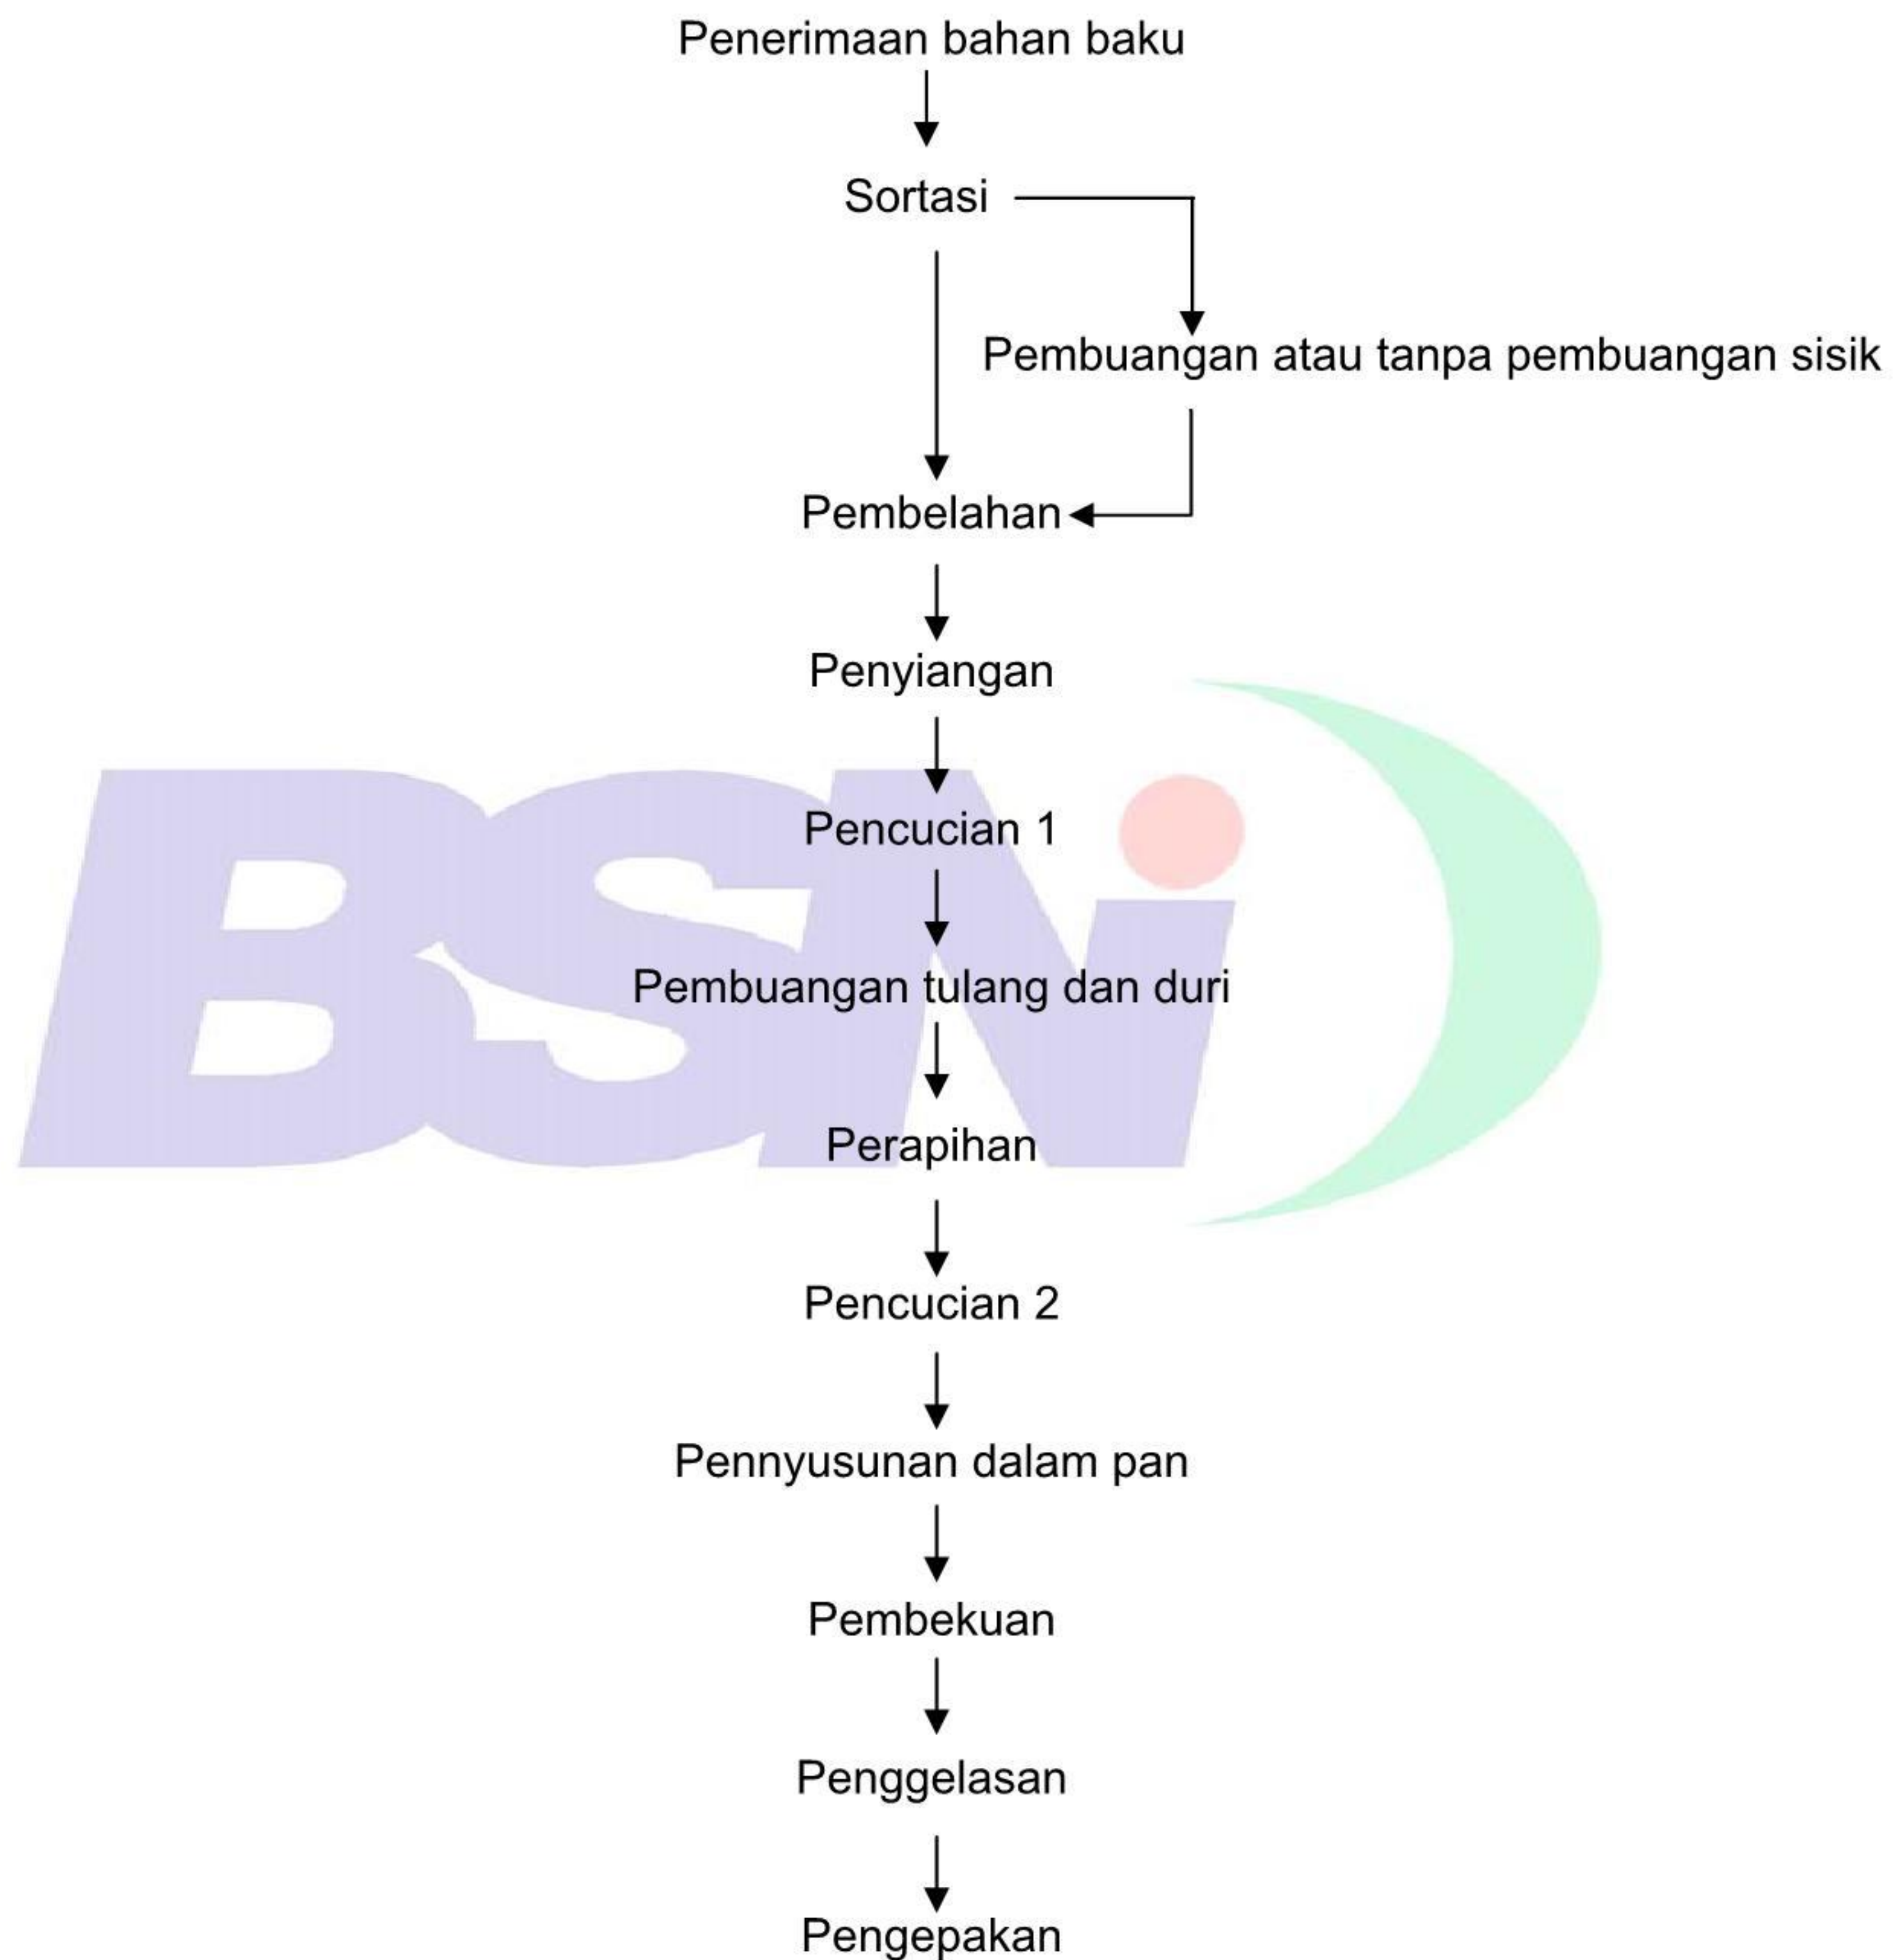 Penerimaan bahan baku
Sortasi
Pembuangan atau tanpa pembuangan sisik
Pembelahan
Penyiangan
Pencucian 1
BSNi
Pembuangan tulang dan duri
Perapihan
Pencucian 2
Pennyusunan dalam pan
Pembekuan
Penggelasan
Pengepakan